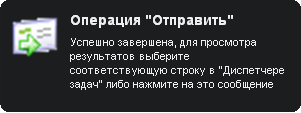 Операция "Отправить"
Успешно завершена, для просмотра
результатов выберите
соответствующую строку в "Диспетчере
задач" либо нажмите на это сообщение